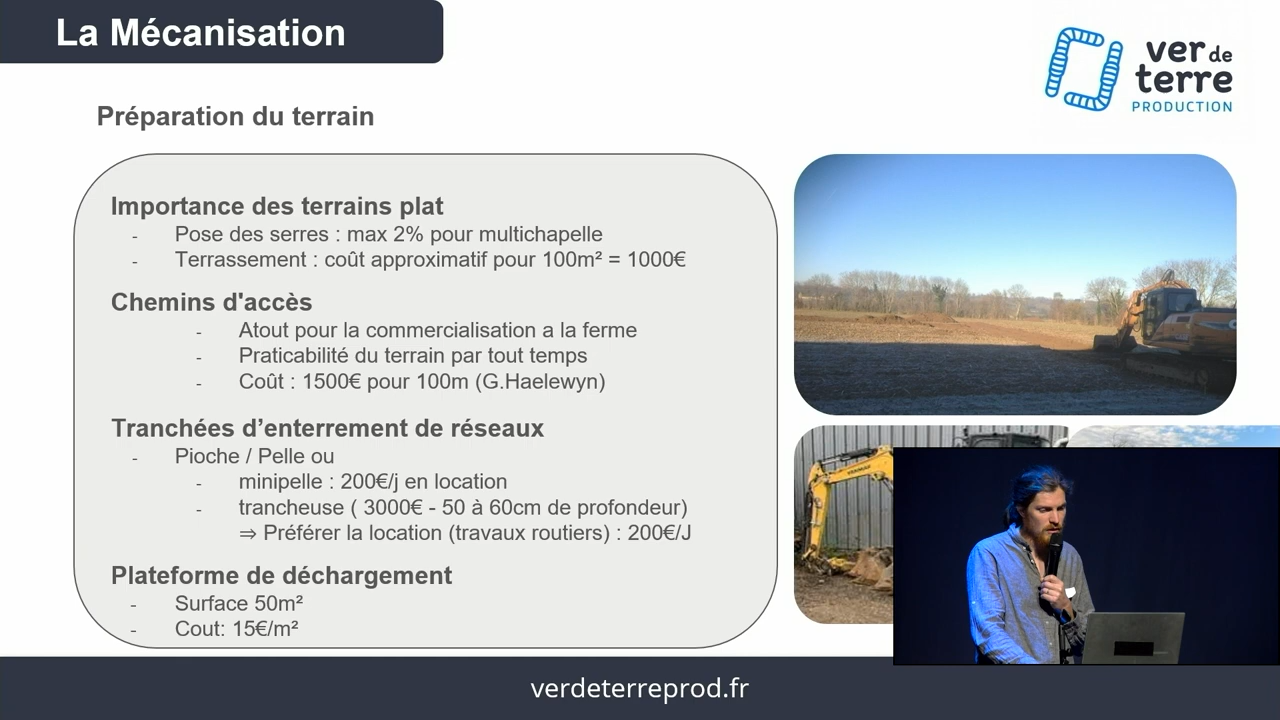 La Mécanisation
ver de
terre
PRODUCTION
Préparation du terrain
Importance des terrains plat
- Pose des serres : max 2% pour multichapelle
- Terrassement : coût approximatif pour 100m² = 1000€
Chemins d'accès
- Atout pour la commercialisation a la ferme
- Praticabilité du terrain par tout temps
- Coût : 1500€ pour 100m (G.Haelewyn)
Tranchées d’enterrement de réseaux
- Pioche / Pelle ou
- minipelle : 200€/j en location
- trancheuse ( 3000€ - 50 à 60cm de profondeur)
⇒ Préférer la location (travaux routiers) : 200€/J
Plateforme de déchargement
- Surface 50m²
- Cout: 15€/m²
YANMAR
verdeterreprod.fr